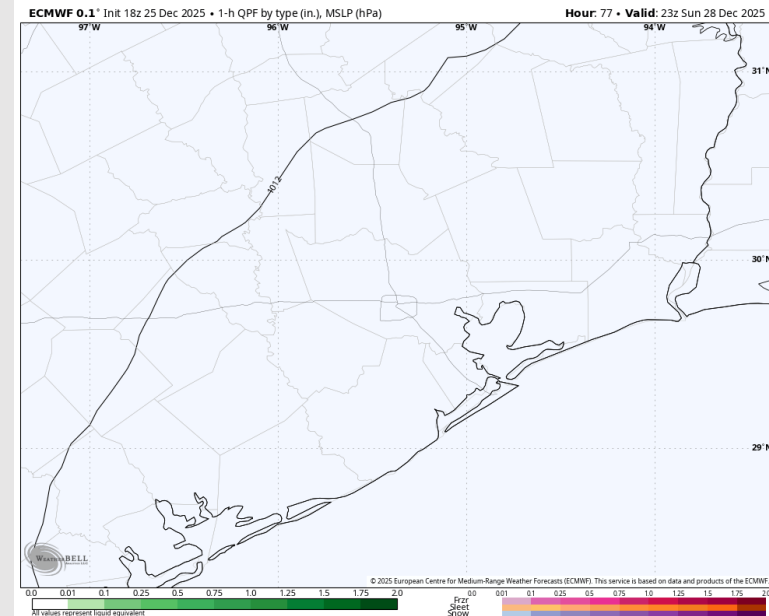 ECMWF 0.1° Init 18z 25 Dec 2025 • 1-h QPF by type (in.), MSLP (hPa)
Hour: 77 • Valid: 23z Sun 28 Dec 2025
97°W 96°W 95°W 94°W
31°N
1012
30°N
29°N
WEATHERBELL
© 2025 European Centre for Medium-Range Weather Forecasts (ECMWF). This service is based on data and products of the ECMWF.
0.0 0.01 0.1 0.25 0.5 0.75 1.0 1.25 1.5 1.75 2.0
0.0 0.01 0.1 0.25 0.5 0.75 1.0 1.25 1.5 1.75 2.0
Frzr
Sleet
Snow
All values represent liquid equivalent